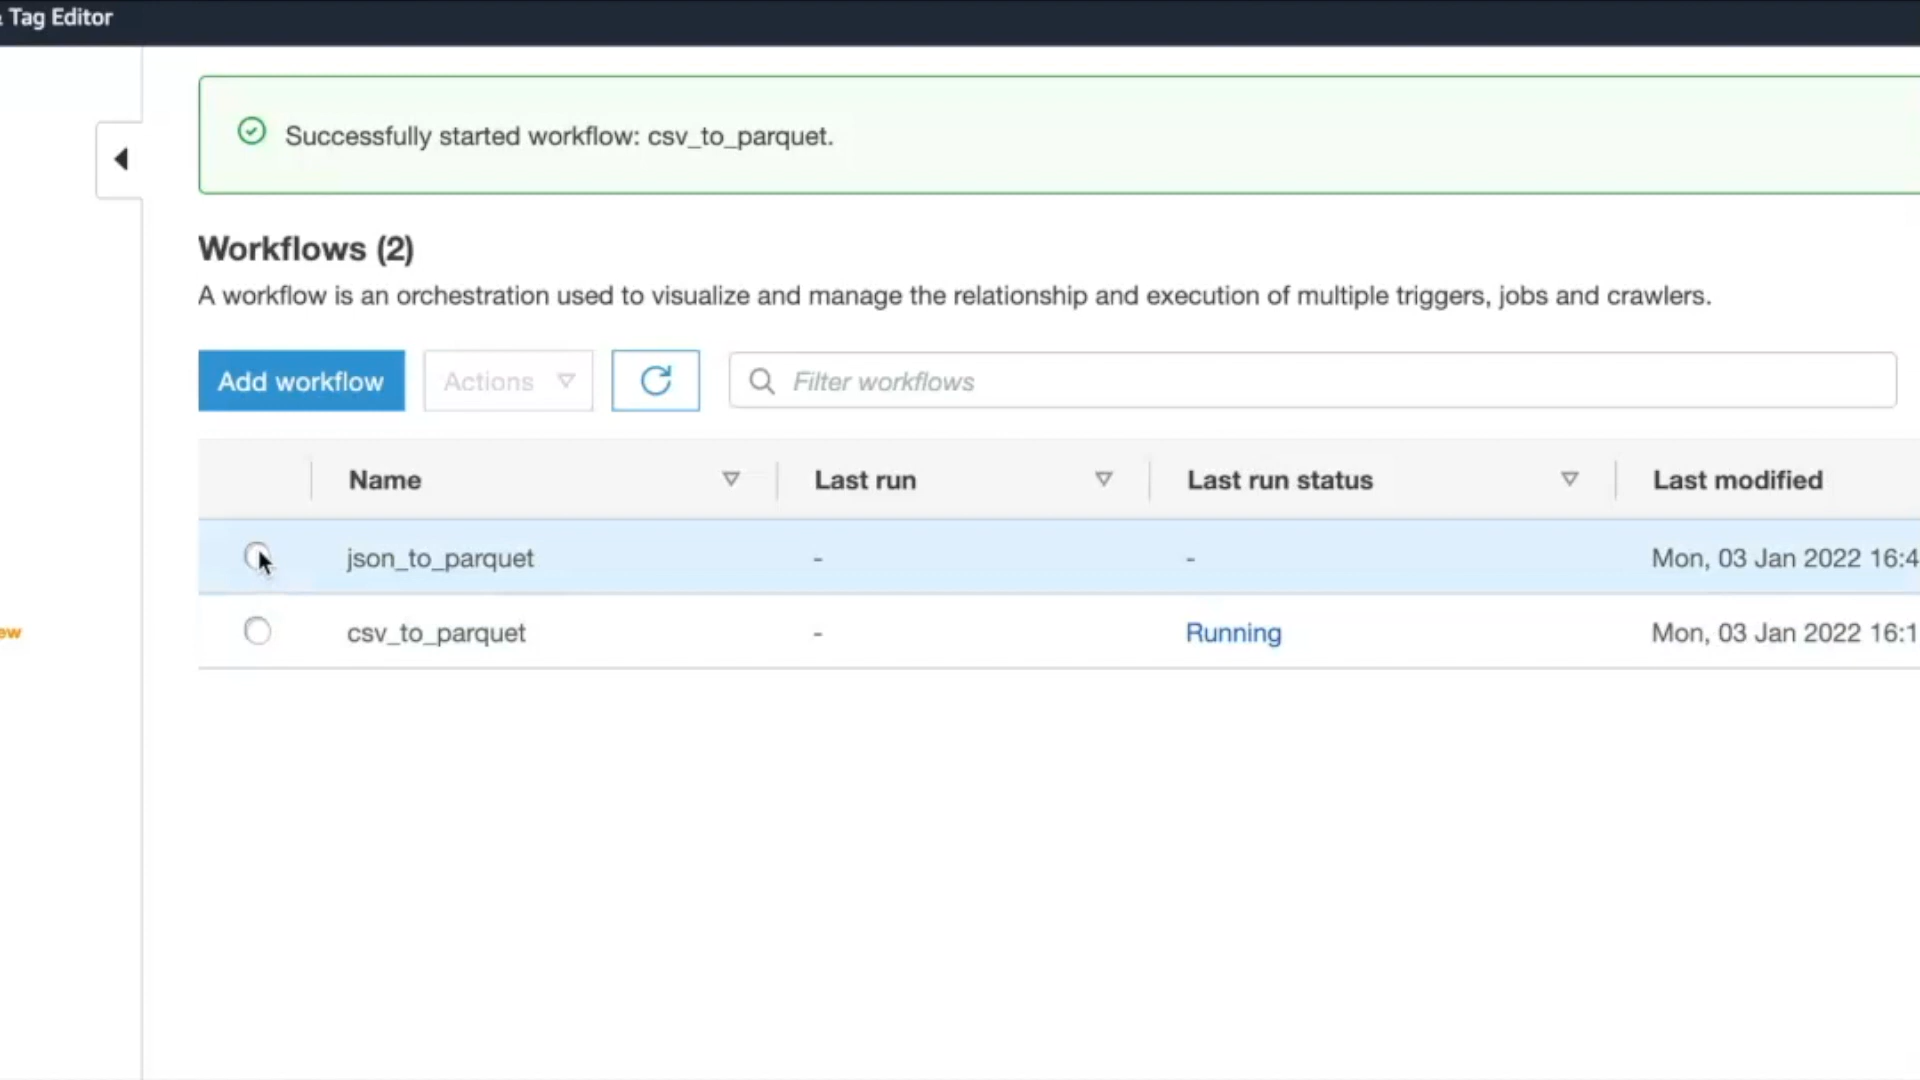 & Tag Editor
Successfully started workflow: csv_to_parquet.
Workflows (2)
A workflow is an orchestration used to visualize and manage the relationship and execution of multiple triggers, jobs and crawlers.
Add workflow Actions Filter workflows
Name Last run Last run status Last modified
json_to_parquet - - Mon, 03 Jan 2022 16:4
csv_to_parquet - Running Mon, 03 Jan 2022 16:1
ew